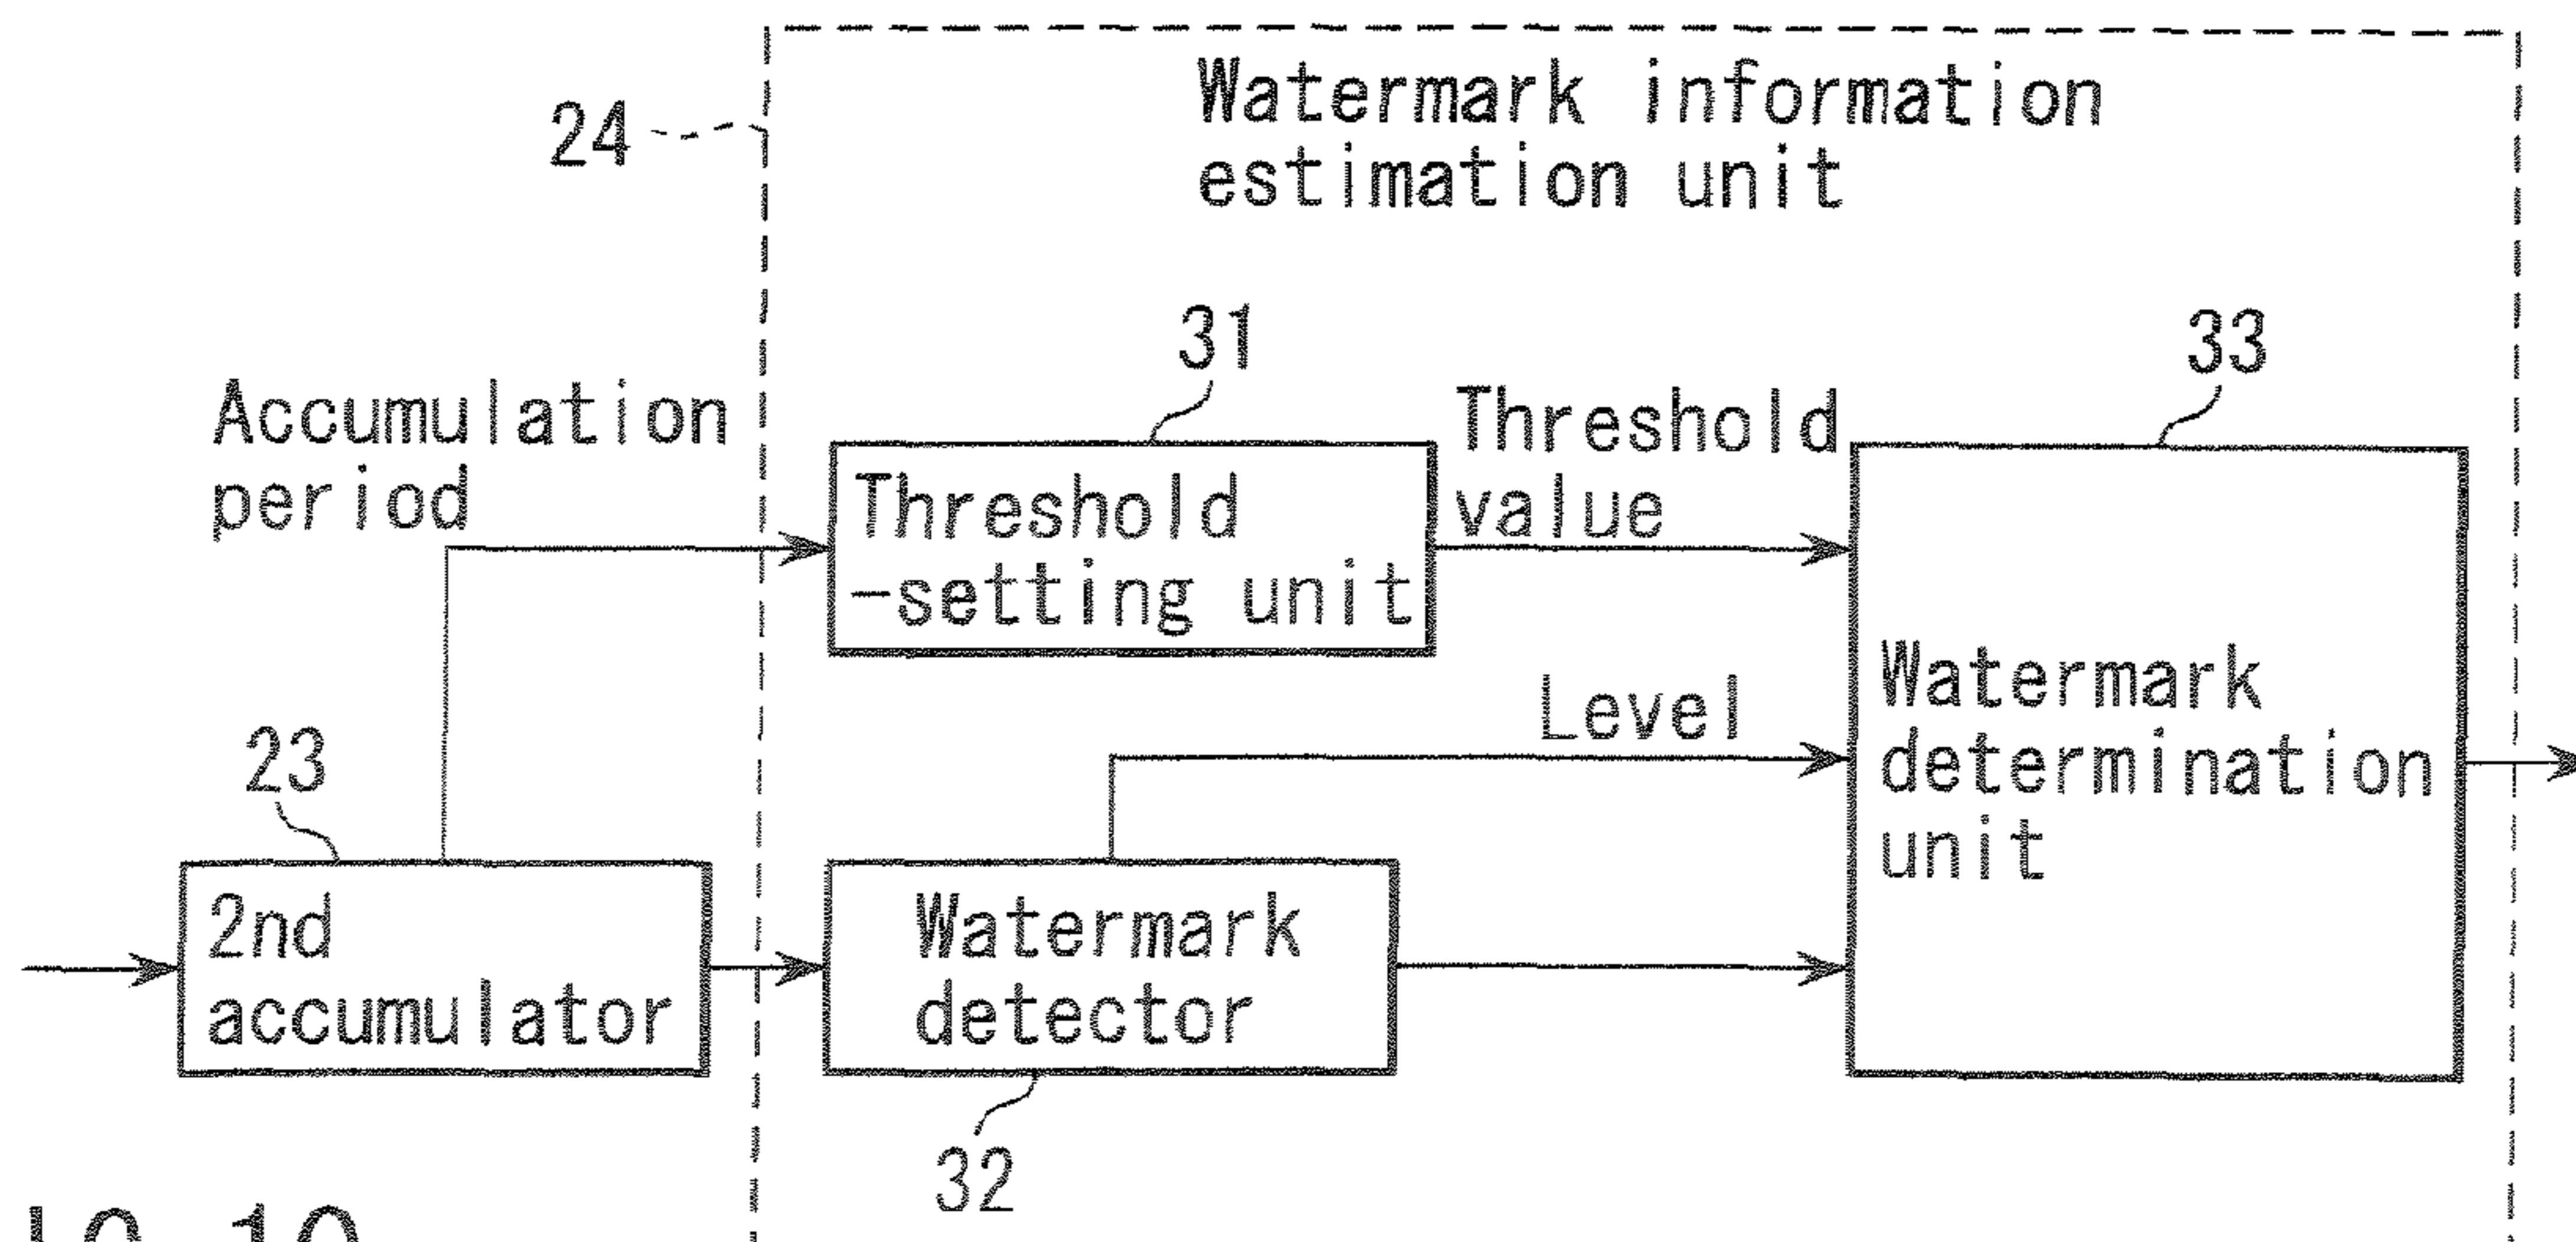 24
Watermark information
estimation unit
31
33
Accumulation
period
Threshold
value
Threshold
-setting unit
Level
Watermark
determination
unit
23
2nd
accumulator
Watermark
detector
32